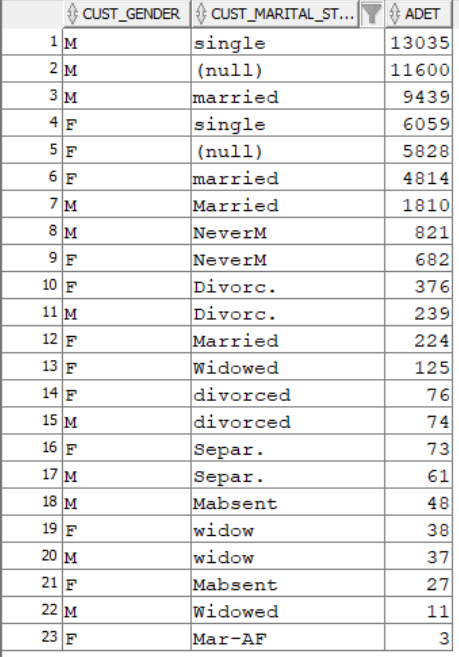 CUST_GENDER CUST_MARITAL_ST... ADET
1 M single 13035
2 M (null) 11600
3 M married 9439
4 F single 6059
5 F (null) 5828
6 F married 4814
7 M Married 1810
8 M NeverM 821
9 F NeverM 682
10 F Divorc. 376
11 M Divorc. 239
12 F Married 224
13 F Widowed 125
14 F divorced 76
15 M divorced 74
16 F Separ. 73
17 M Separ. 61
18 M Mabsent 48
19 F widow 38
20 M widow 37
21 F Mabsent 27
22 M Widowed 11
23 F Mar-AF 3